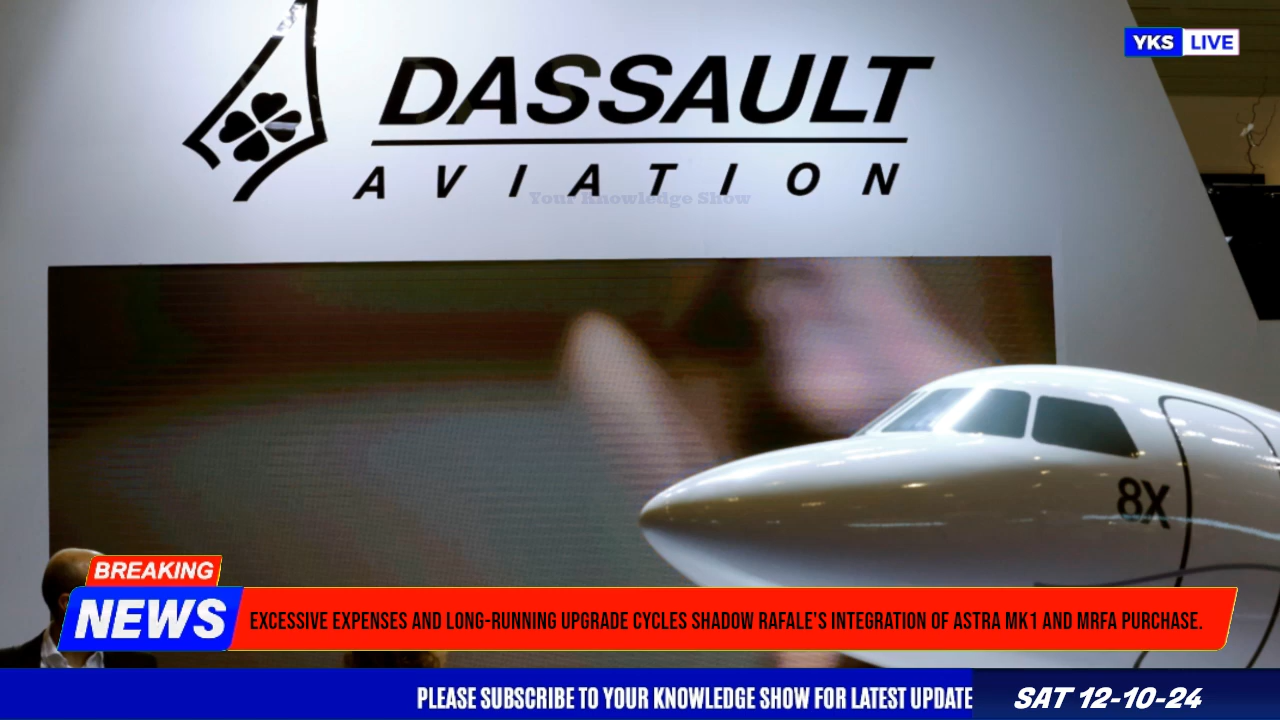 YKS LIVE
DASSAULT
AVIATION
Your Knowledge Show
8X
BREAKING
NEWS
EXCESSIVE EXPENSES AND LONG-RUNNING UPGRADE CYCLES SHADOW RAFALE'S INTEGRATION OF ASTRA MK1 AND MRFA PURCHASE.
PLEASE SUBSCRIBE TO YOUR KNOWLEDGE SHOW FOR LATEST UPDATE
SAT 12-10-24